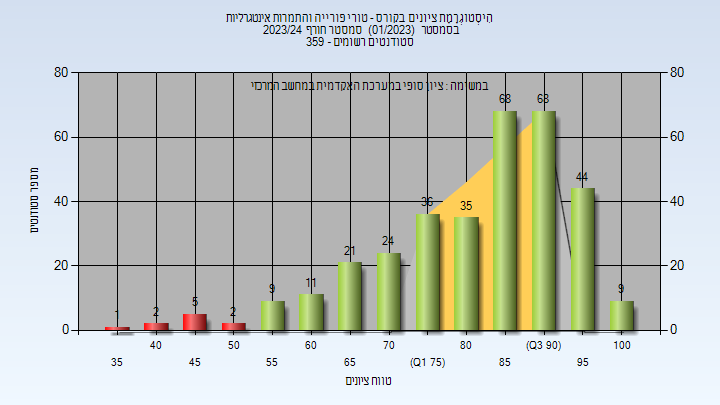 היסטוגרמת ציונים בקורס - טורי פורייה והתמרות אינטגרליות
בסמסטר (01/2023) סמסטר חורף 2023/24
סטודנטים רשומים - 359
במשימה : ציון סופי במערכת האקדמית במחשב המרכזי
מספר סטודנטים
80 80
60 60
40 40
20 20
0 0
1 2 5 2 9 11 21 24 36 35 68 68 44 9
40 50 60 70 80 (Q3 90) 100
35 45 55 65 (Q1 75) 85 95
טווח ציונים